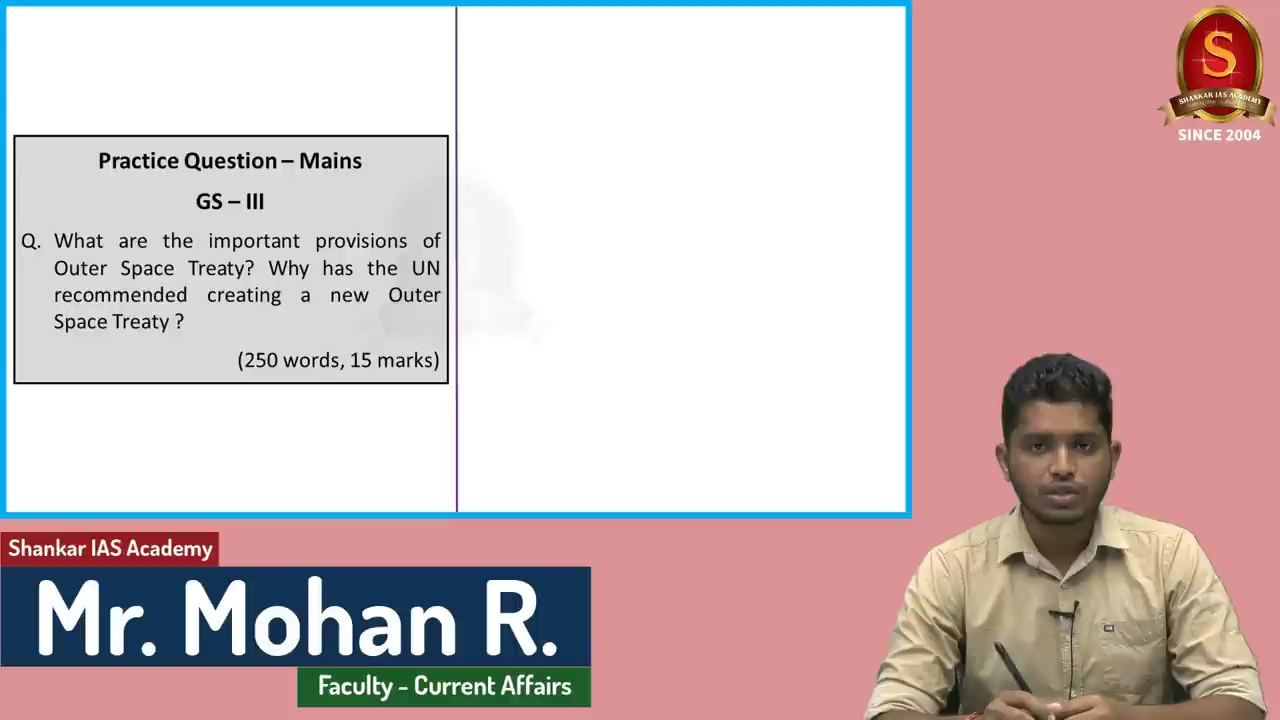 Practice Question – Mains
GS – III
Q. What are the important provisions of
Outer Space Treaty? Why has the UN
recommended creating a new Outer
Space Treaty ?
(250 words, 15 marks)
S
SHANKAR IAS ACADEMY
SINCE 2004
Shankar IAS Academy
Mr. Mohan R.
Faculty - Current Affairs